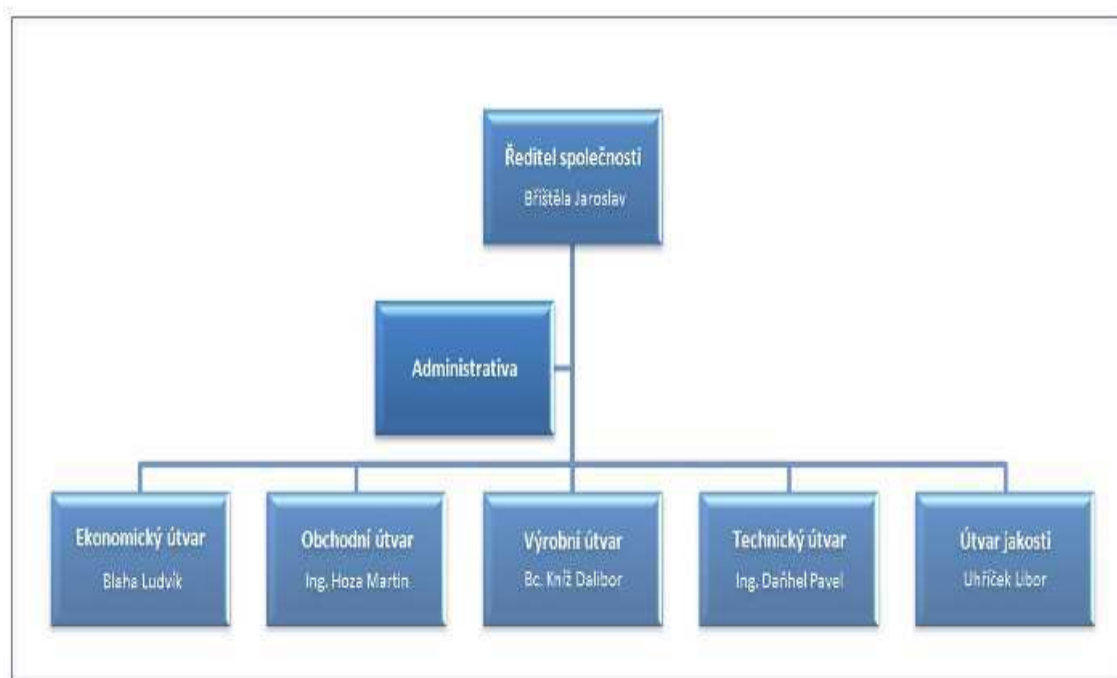 Ředitel společnosti
Bříštěla Jaroslav
Administrativa
Ekonomický útvar
Blaha Ludvík
Obchodní útvar
Ing. Hoza Martin
Výrobní útvar
Bc. Kníž Dalibor
Technický útvar
Ing. Daňhel Pavel
Útvar jakosti
Uhříček Libor